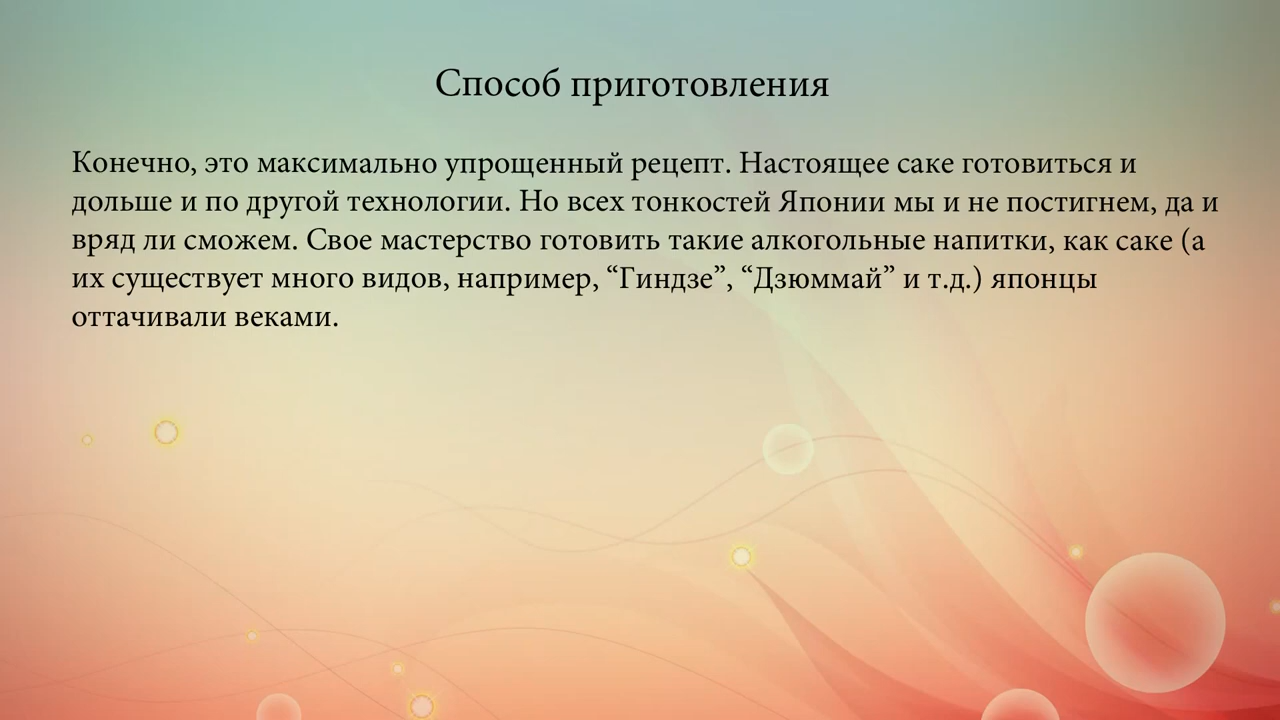 Способ приготовления
Конечно, это максимально упрощенный рецепт. Настоящее саке готовиться и
дольше и по другой технологии. Но всех тонкостей Японии мы и не постигнем, да и
вряд ли сможем. Свое мастерство готовить такие алкогольные напитки, как саке (а
их существует много видов, например, “Гиндзе”, “Дзюммай” и т.д.) японцы
оттачивали веками.